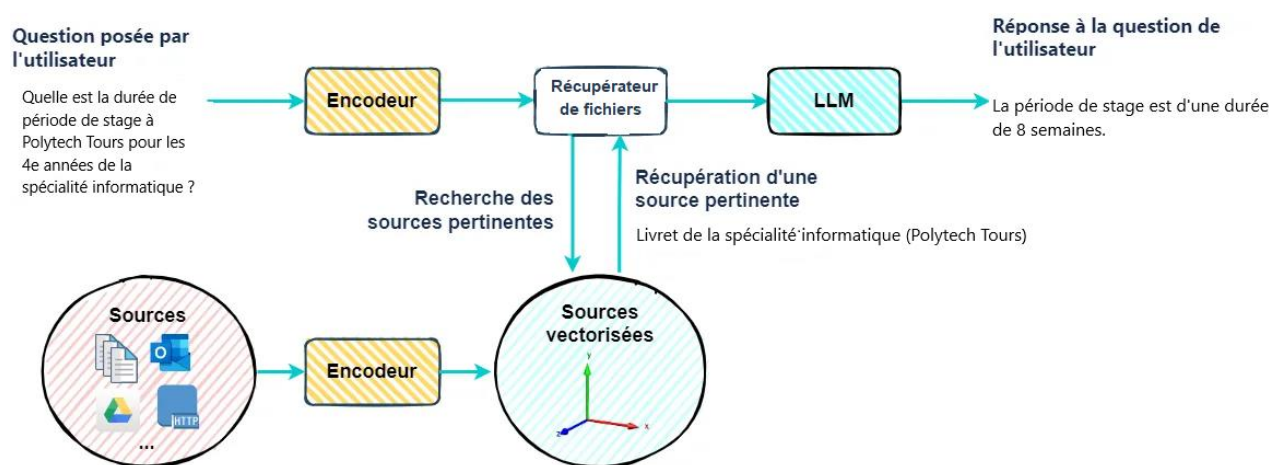 Question posée par
l'utilisateur
Quelle est la durée de
période de stage à
Polytech Tours pour les
4e années de la
spécialité informatique ?
Encodeur
Récupérateur
de fichiers
LLM
Réponse à la question de
l'utilisateur
La période de stage est d'une durée
de 8 semaines.
Recherche des
sources pertinentes
Récupération d'une
source pertinente
Livret de la spécialité informatique (Polytech Tours)
Sources
O
HTTP
...
Encodeur
Sources
vectorisées
y
x
z